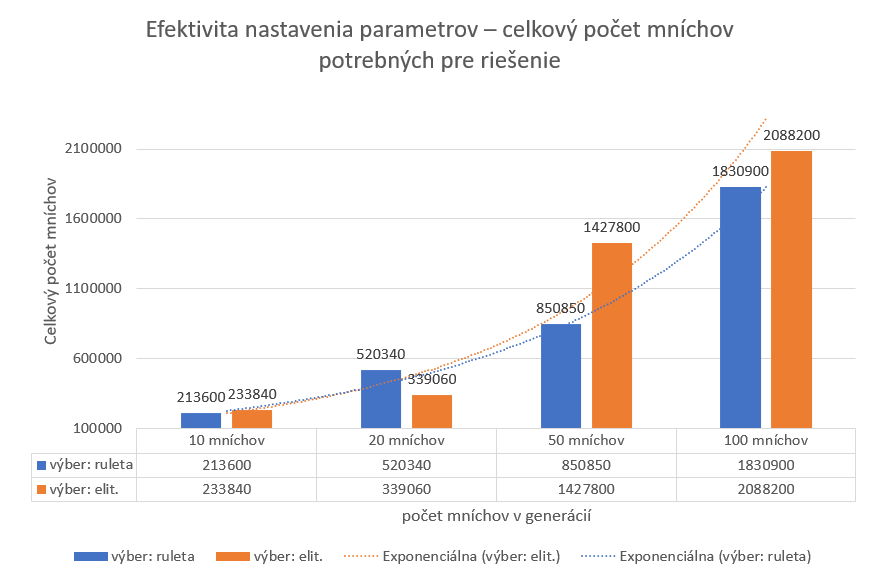 Efektivita nastavenia parametrov – celkový počet mníchov
potrebných pre riešenie
Celkový počet mníchov
2100000
1600000
1100000
600000
100000
213600
233840
520340
339060
850850
1427800
1830900
2088200
10 mníchov 20 mníchov 50 mníchov 100 mníchov
výber: ruleta 213600 520340 850850 1830900
výber: elit. 233840 339060 1427800 2088200
počet mníchov v generácií
výber: ruleta výber: elit. Exponenciálna (výber: elit.) Exponenciálna (výber: ruleta)